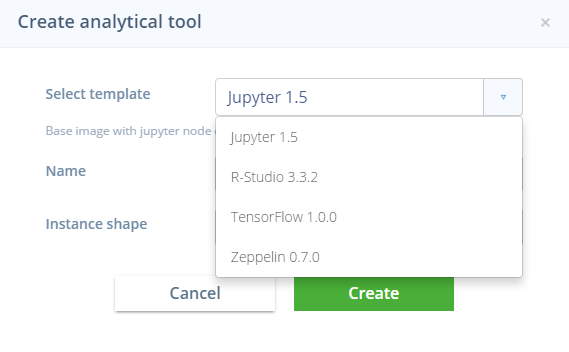 Create analytical tool ×
Select template
Jupyter 1.5
Base image with jupyter node
Jupyter 1.5
Name
R-Studio 3.3.2
Instance shape
TensorFlow 1.0.0
Zeppelin 0.7.0
Cancel
Create